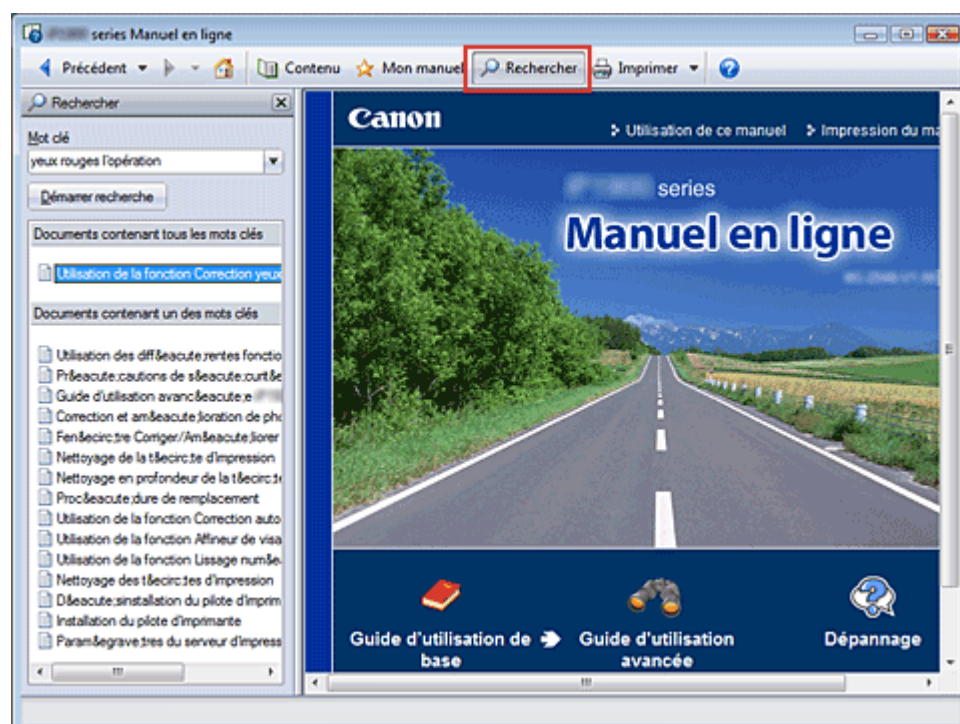 series Manuel en ligne
Précédent
Contenu
Mon manuel
Rechercher
Imprimer
Rechercher
Mot clé
yeux rouges l'opération
Démarrer recherche
Documents contenant tous les mots clés
Utilisation de la fonction Correction yeux
Documents contenant un des mots clés
Utilisation des diff&eacute;rentes fonctio
Pr&eacute;cautions de s&eacute;curit&e
Guide d'utilisation avanc&eacute;e
Correction et am&eacute;lioration de pho
Fen&ecirc;tre Corriger/Am&eacute;liorer
Nettoyage de la t&ecirc;te d'impression
Nettoyage en profondeur de la t&ecirc;te
Proc&eacute;dure de remplacement
Utilisation de la fonction Correction auto
Utilisation de la fonction Affineur de visa
Utilisation de la fonction Lissage num&e
Nettoyage des t&ecirc;tes d'impression
D&eacute;sinstallation du pilote d'imprim
Installation du pilote d'imprimante
Param&egrave;tres du serveur d'impress
Canon
Utilisation de ce manuel
Impression du ma
series
Manuel en ligne
Guide d'utilisation de
base
Guide d'utilisation
avancée
Dépannage